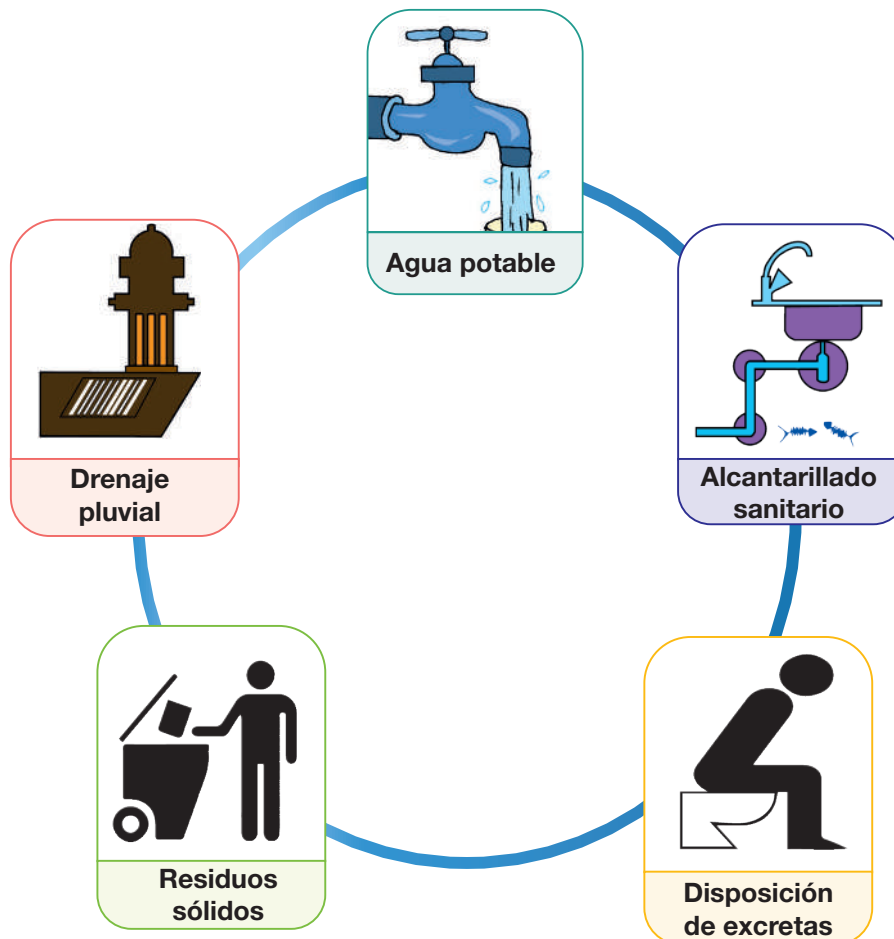 Agua potable
Alcantarillado
sanitario
Disposición
de excretas
Residuos
sólidos
Drenaje
pluvial